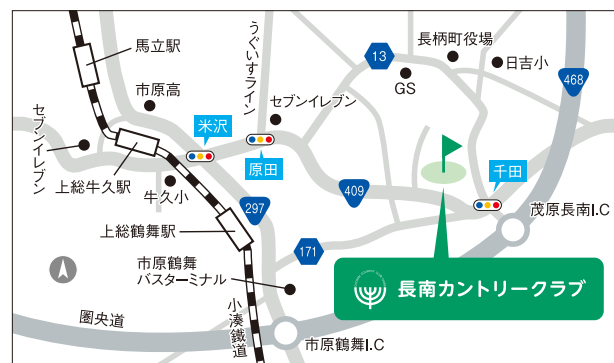 馬立駅
うぐいすライン
13
長柄町役場
日吉小
GS
468
市原高
セブンイレブン
セブンイレブン
米沢
原田
上総牛久駅
牛久小
千田
409
297
茂原長南I.C
上総鶴舞駅
171
市原鶴舞
バスターミナル
長南カントリークラブ
小湊鐵道
圏央道
市原鶴舞I.C